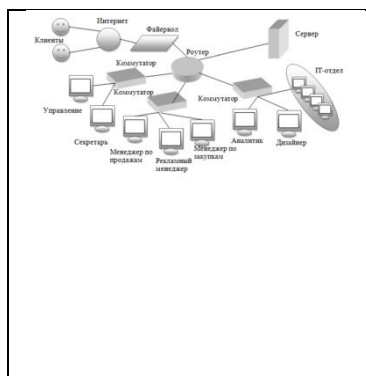 Интернет
Файервол
Сервер
Клиенты
Роутер
Коммутатор
IT-отдел
Коммутатор
Коммутатор
Управление
Секретарь
Менеджер по
продажам
Рекламный
менеджер
Менеджер по
закупкам
Аналитик
Дизайнер